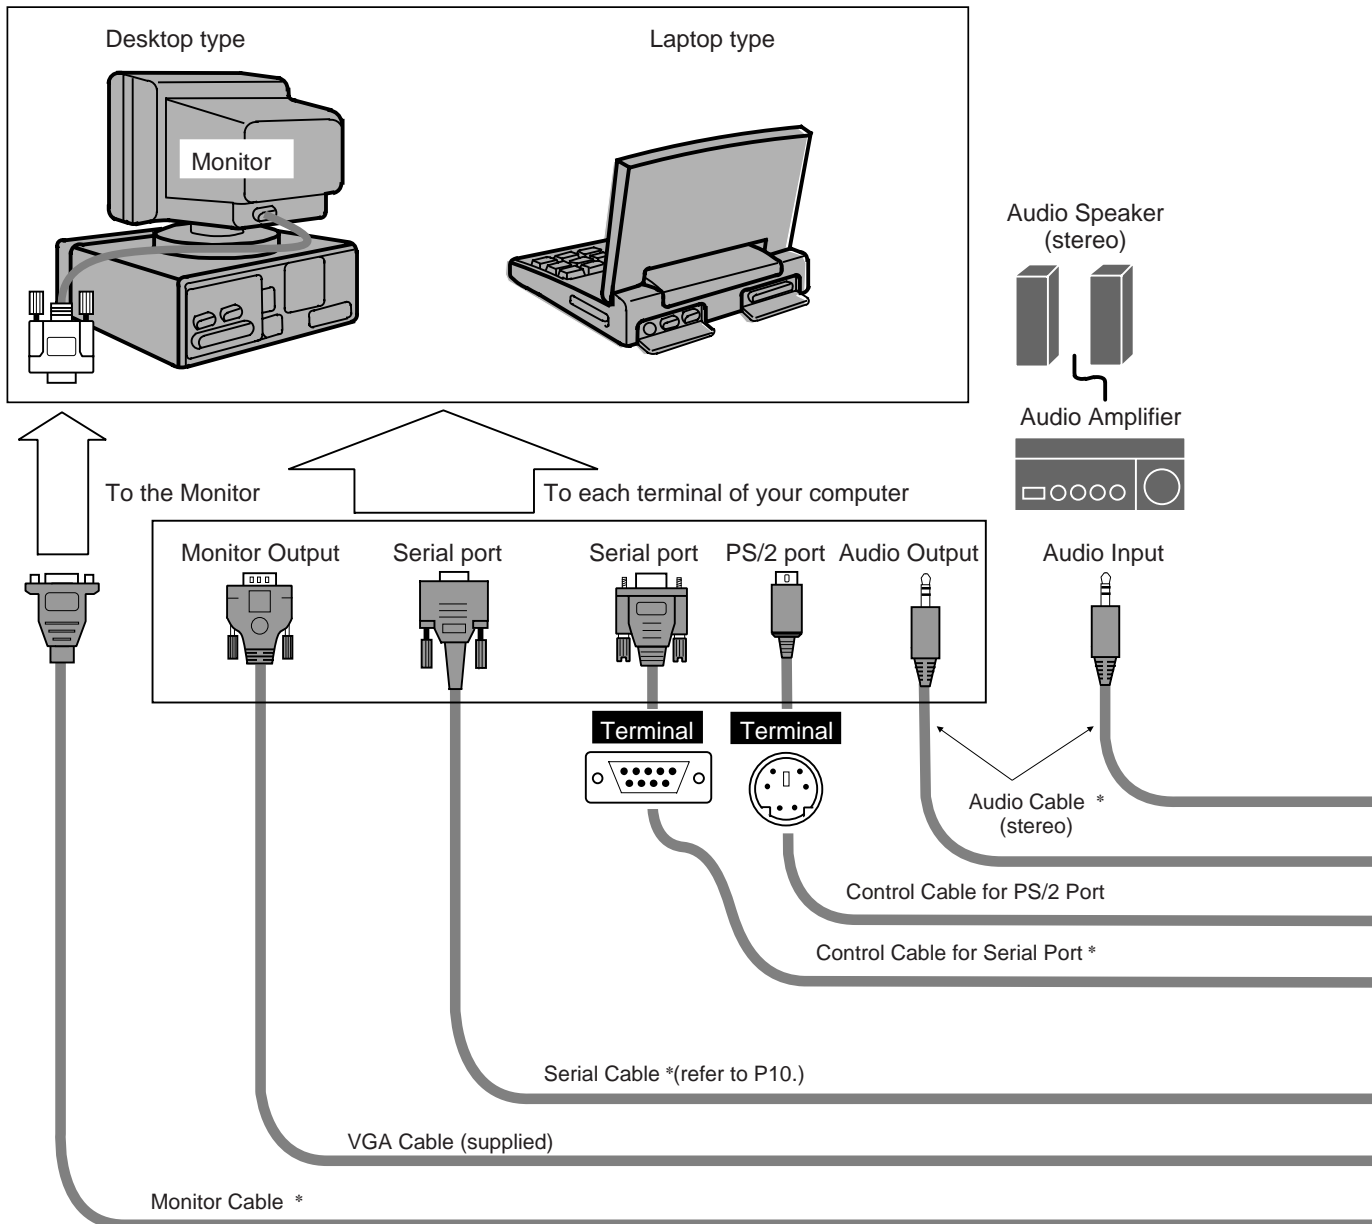 Desktop type
Laptop type
Monitor
Audio Speaker
(stereo)
Audio Amplifier
To the Monitor
To each terminal of your computer
Monitor Output
Serial port
Serial port
PS/2 port
Audio Output
Audio Input
Terminal
Terminal
Audio Cable *
(stereo)
Control Cable for PS/2 Port
Control Cable for Serial Port *
Serial Cable *(refer to P10.)
VGA Cable (supplied)
Monitor Cable *